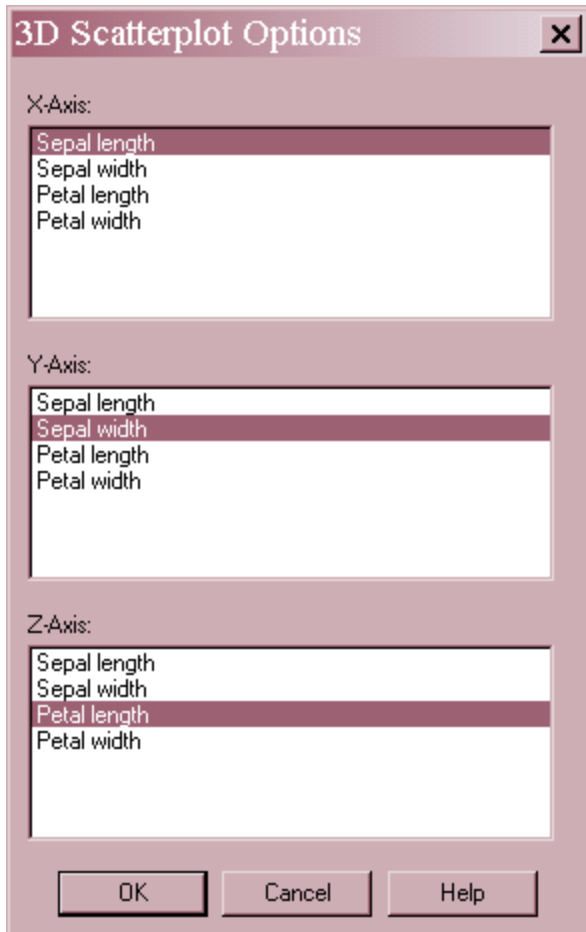 3D Scatterplot Options
X-Axis:
Sepal length
Sepal width
Petal length
Petal width
Y-Axis:
Sepal length
Sepal width
Petal length
Petal width
Z-Axis:
Sepal length
Sepal width
Petal length
Petal width
OK Cancel Help